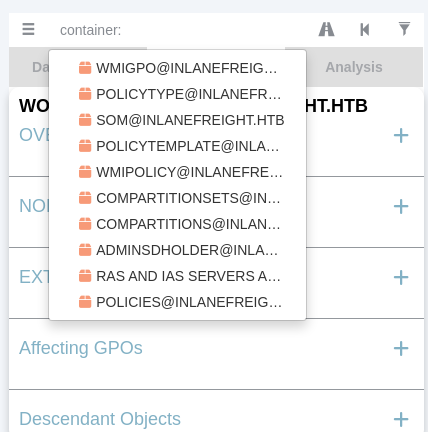 container:
Da
Analysis
WMIGPO@INLANEFREIG…
WO
HT.HTB
POLICYTYPE@INLANEFR…
SOM@INLANEFREIGHT.HTB
OVE
POLICYTEMPLATE@INLA…
WMIPOLICY@INLANEFRE…
COMPARTITIONSETS@IN…
NO
COMPARTITIONS@INLAN…
ADMINSDHOLDER@INLA…
RAS AND IAS SERVERS A…
EXT
POLICIES@INLANEFREIG…
Affecting GPOs
Descendant Objects